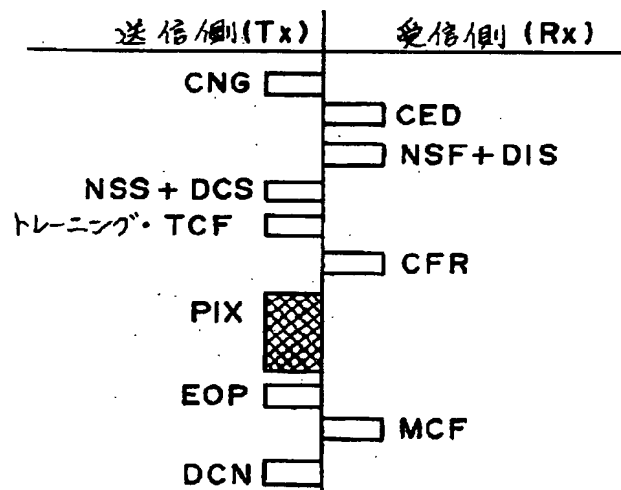 送信側(Tx) 受信側 (Rx)
CNG
CED
NSF+DIS
NSS+DCS
トレーニング・TCF
CFR
PIX
EOP
MCF
DCN